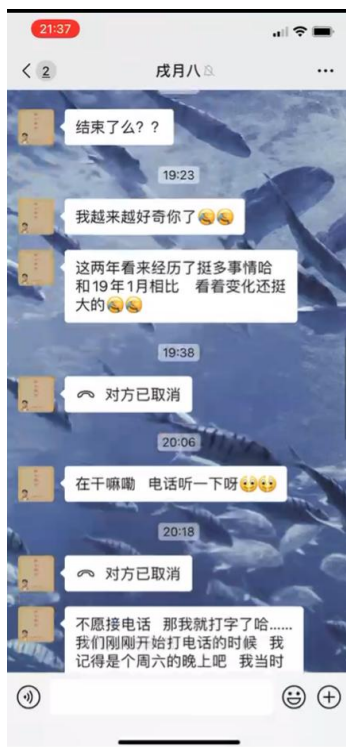 21:37
2
戌月八
结束了么？？
19:23
我越来越好奇你了
这两年看来经历了挺多事情哈
和19年1月相比 看着变化还挺
大的
19:38
对方已取消
20:06
在干嘛嘞 电话听一下呀
20:18
对方已取消
不愿接电话 那我就打字了哈......
我们刚刚开始打电话的时候 我
记得是个周六的晚上吧 我当时